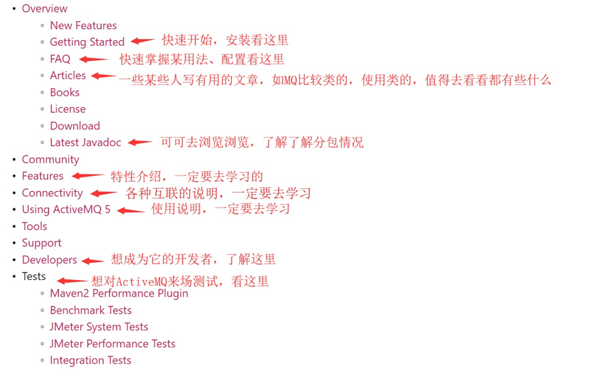 Overview
New Features
Getting Started 快速开始，安装看这里
FAQ 快速掌握某用法、配置看这里
Articles 一些某些人写有用的文章，如MQ比较类的，使用类的，值得去看看都有些什么
Books
License
Download
Latest Javadoc 可可去浏览浏览，了解了解分包情况
Community
Features 特性介绍，一定要去学习的
Connectivity 各种互联的说明，一定要去学习
Using ActiveMQ 5 使用说明，一定要去学习
Tools
Support
Developers 想成为它的开发者，了解这里
Tests 想对ActiveMQ来场测试，看这里
Maven2 Performance Plugin
Benchmark Tests
JMeter System Tests
JMeter Performance Tests
Integration Tests